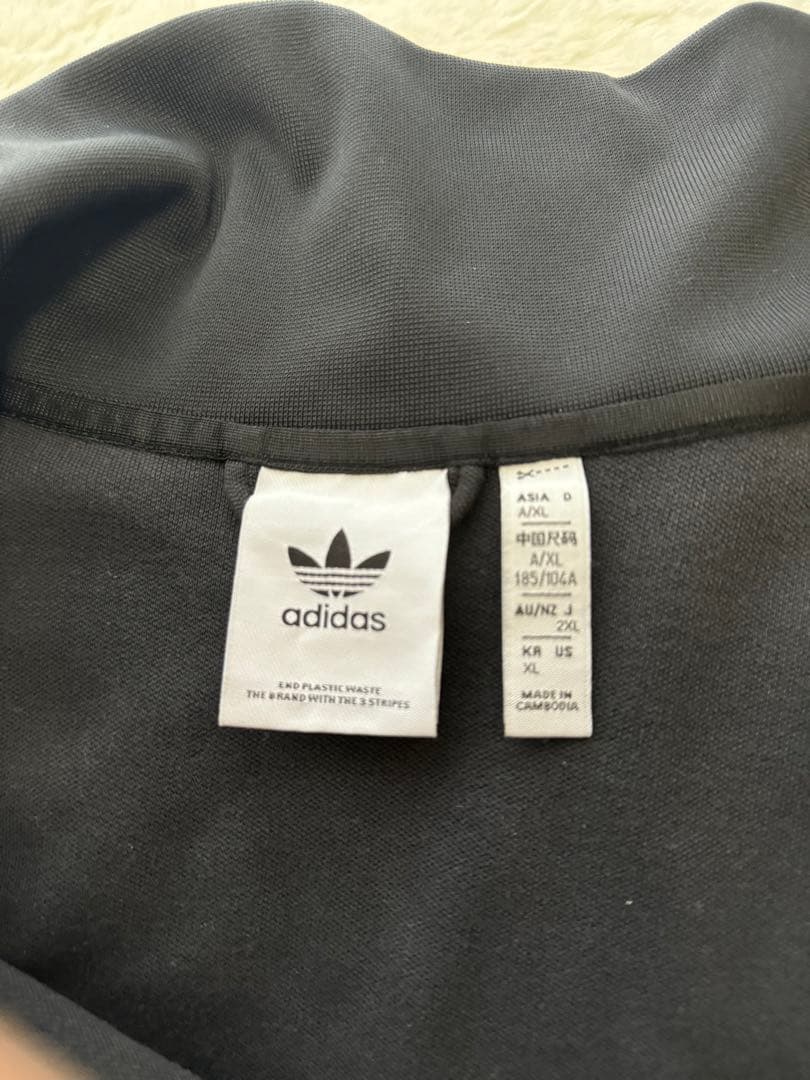 adidas
END PLASTIC WASTE
THE BRAND WITH THE 3 STRIPES
ASIA D
A/XL
中国尺码
A/XL
185/104A
AU/NZ J
2XL
KR US
XL
MADE IN
CAMBODIA